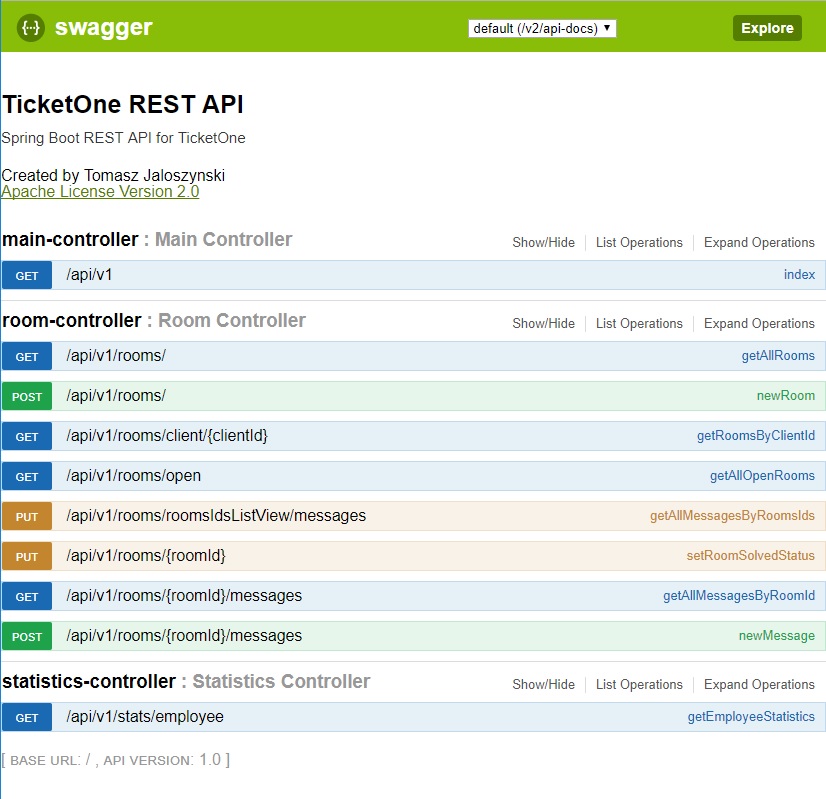 {··} swagger default (/v2/api-docs) ▼ Explore
TicketOne REST API
Spring Boot REST API for TicketOne
Created by Tomasz Jaloszynski
Apache License Version 2.0
main-controller : Main Controller Show/Hide List Operations Expand Operations
GET /api/v1 index
room-controller : Room Controller Show/Hide List Operations Expand Operations
GET /api/v1/rooms/ getAllRooms
POST /api/v1/rooms/ newRoom
GET /api/v1/rooms/client/{clientId} getRoomsByClientId
GET /api/v1/rooms/open getAllOpenRooms
PUT /api/v1/rooms/roomsIdsListView/messages getAllMessagesByRoomsIds
PUT /api/v1/rooms/{roomId} setRoomSolvedStatus
GET /api/v1/rooms/{roomId}/messages getAllMessagesByRoomId
POST /api/v1/rooms/{roomId}/messages newMessage
statistics-controller : Statistics Controller Show/Hide List Operations Expand Operations
GET /api/v1/stats/employee getEmployeeStatistics
[ BASE URL: / , API VERSION: 1.0 ]